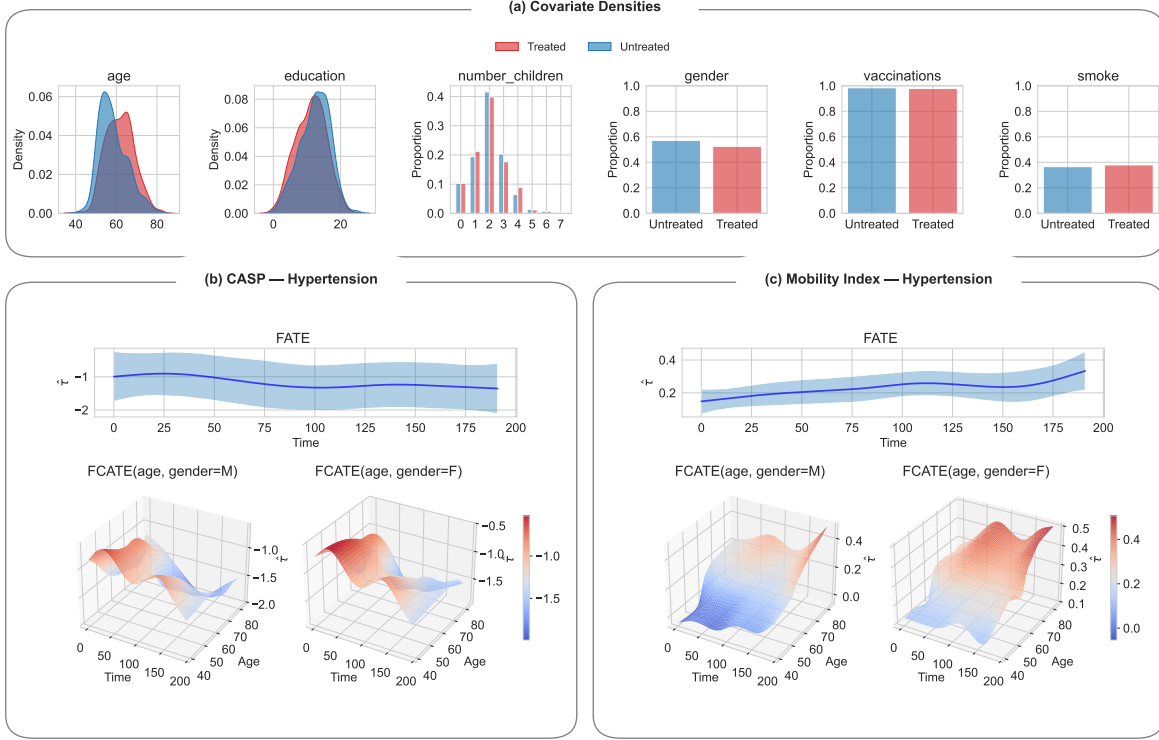 (a) Covariate Densities
Treated Untreated
age education number_children gender vaccinations smoke
Density Density Proportion Proportion Proportion Proportion
0.06 0.04 0.02 0.00
40 60 80
0.08 0.06 0.04 0.02 0.00
0 20
0.4 0.3 0.2 0.1 0.0
0 1 2 3 4 5 6 7
1.0 0.8 0.6 0.4 0.2 0.0
Untreated Treated
1.0 0.8 0.6 0.4 0.2 0.0
Untreated Treated
1.0 0.8 0.6 0.4 0.2 0.0
Untreated Treated
(b) CASP — Hypertension
FATE
τ̂
−1
−2
0 25 50 75 100 125 150 175 200
Time
FCATE(age, gender=M)
−1.0
−1.5
−2.0
τ̂
0 50 100 150 200
Time
40 50 60 70 80
Age
FCATE(age, gender=F)
−0.5
−1.0
−1.5
τ̂
0 50 100 150 200
Time
40 50 60 70 80
Age
−1.0
−1.5
(c) Mobility Index — Hypertension
FATE
τ̂
0.4
0.2
0 25 50 75 100 125 150 175 200
Time
FCATE(age, gender=M)
0.4
0.2
0.0
τ̂
0 50 100 150 200
Time
40 50 60 70 80
Age
FCATE(age, gender=F)
0.5
0.4
0.3
0.2
0.1
τ̂
0 50 100 150 200
Time
40 50 60 70 80
Age
0.4
0.2
0.0